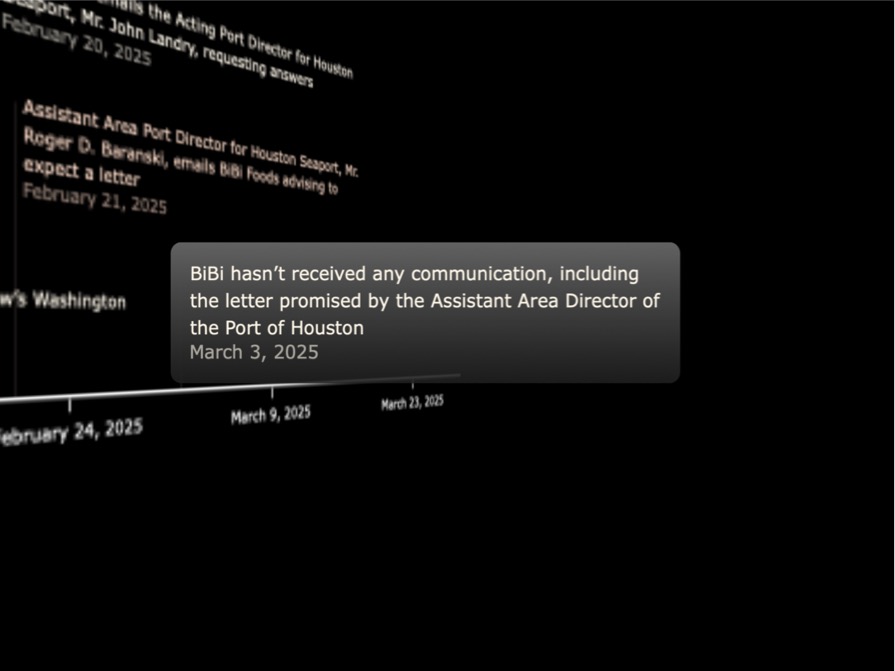 emails the Acting Port Director for Houston
Seaport, Mr. John Landry, requesting answers
February 20, 2025
Assistant Area Port Director for Houston Seaport, Mr.
Roger D. Baranski, emails BiBi Foods advising to
expect a letter
February 21, 2025
BiBi hasn’t received any communication, including
the letter promised by the Assistant Area Director of
the Port of Houston
March 3, 2025
w’s Washington
February 24, 2025
March 9, 2025
March 23, 2025